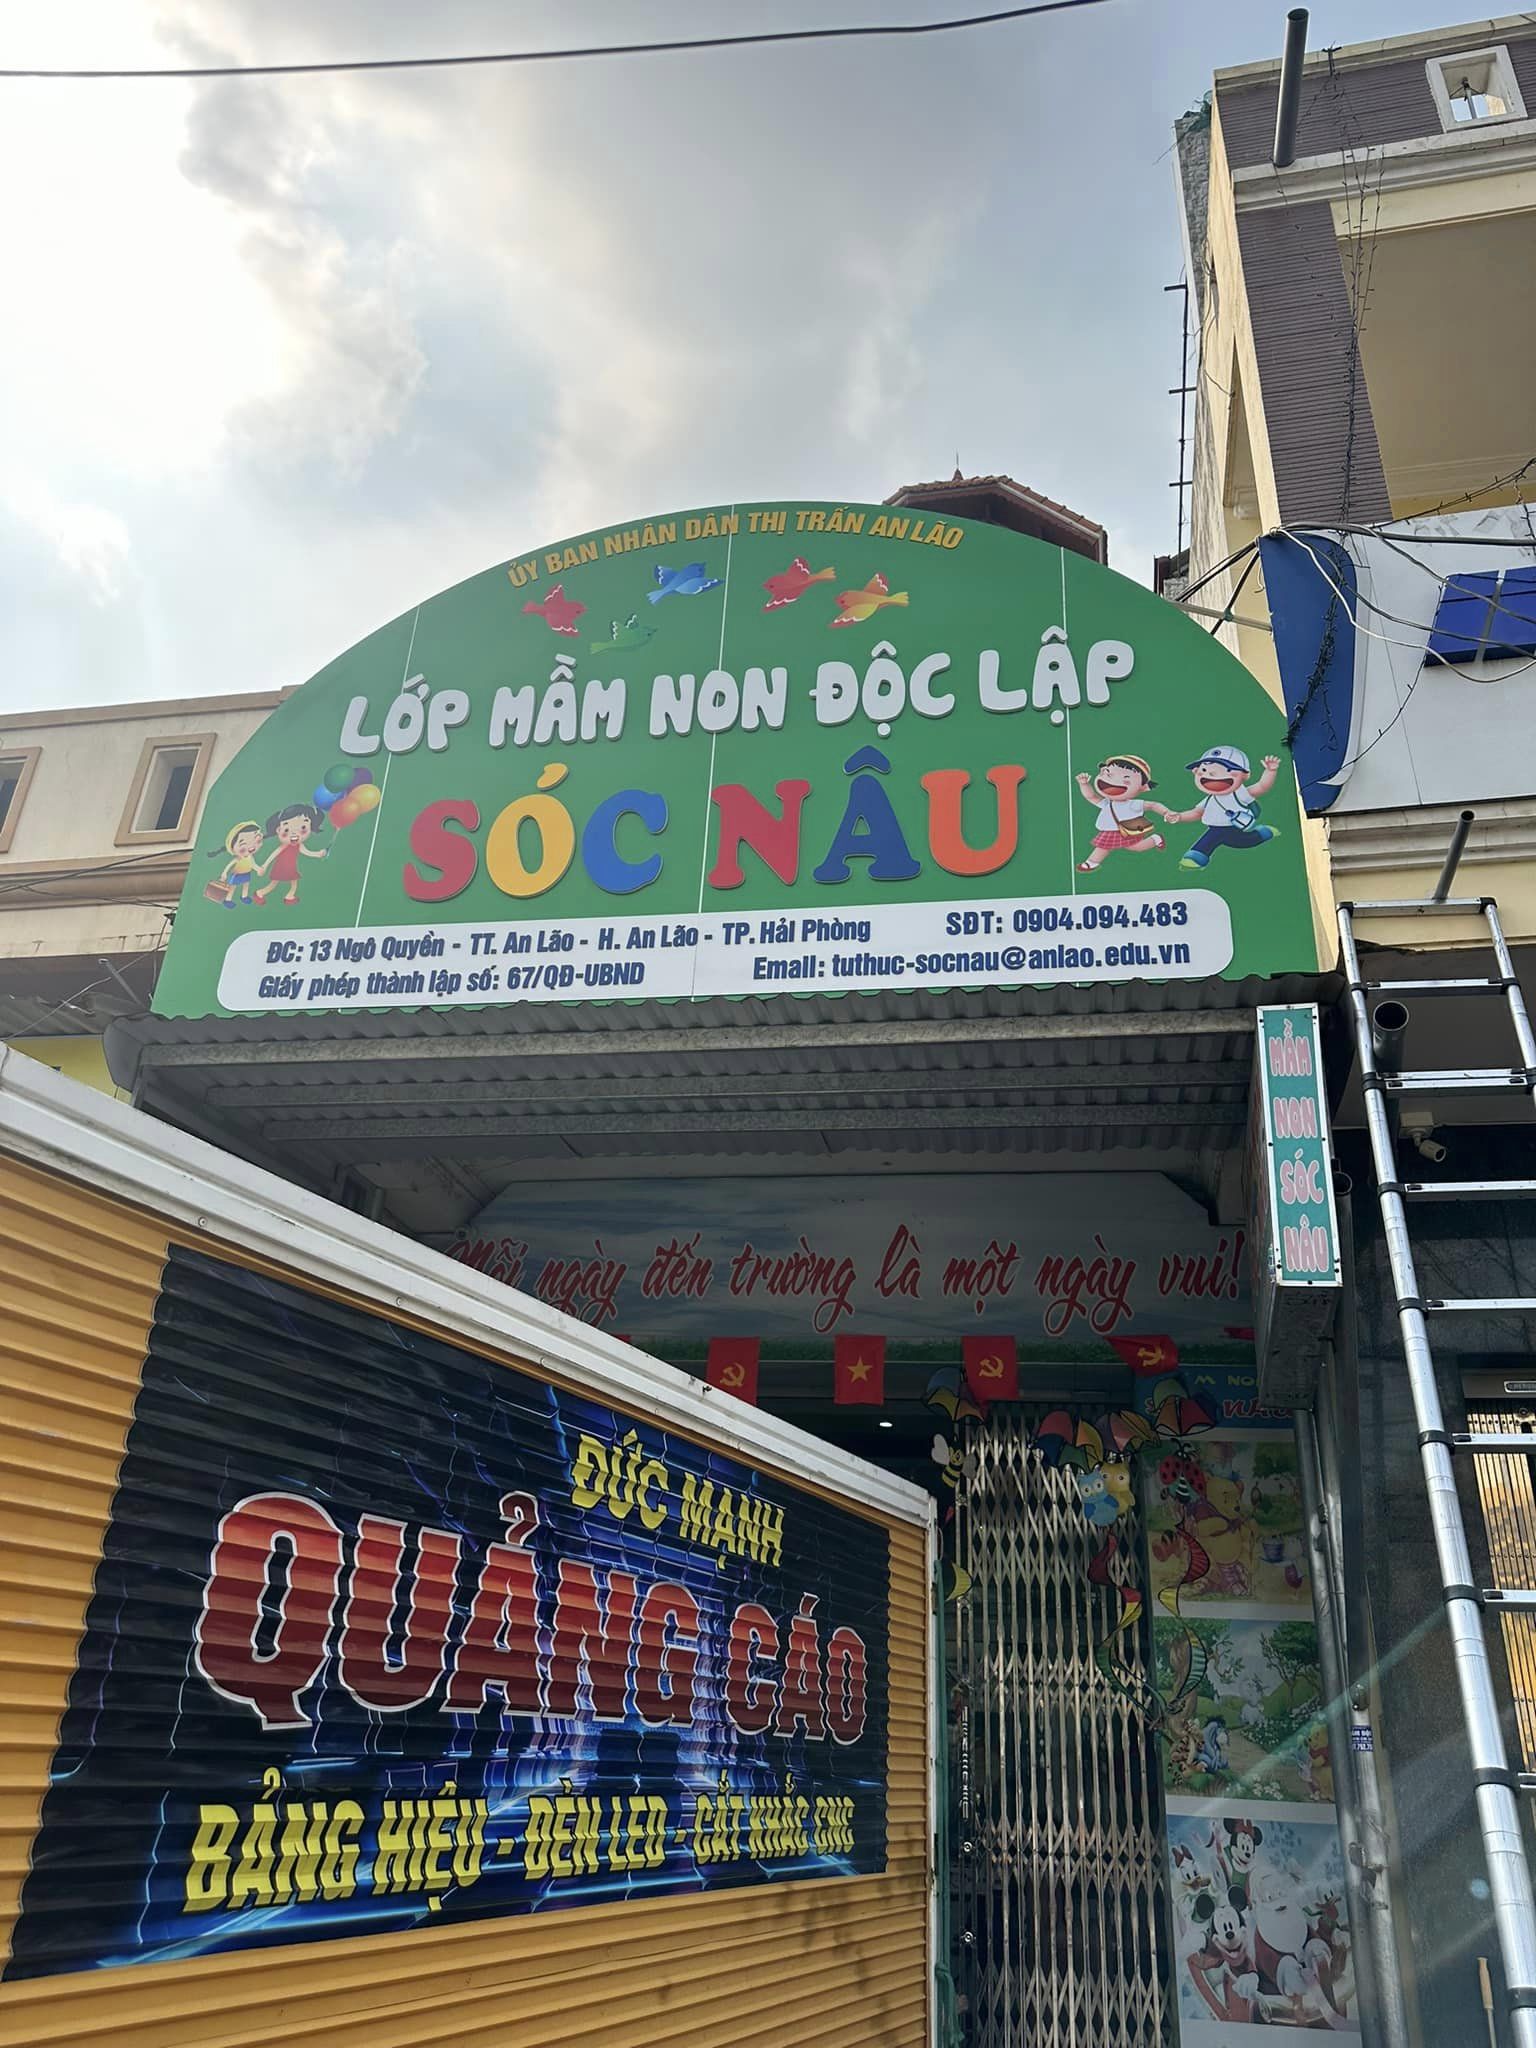 ỦY BAN NHÂN DÂN THỊ TRẤN AN LÃO
LỚP MẦM NON ĐỘC LẬP
SÓC NÂU
ĐC: 13 Ngô Quyền - TT. An Lão - H. An Lão - TP. Hải Phòng
SĐT: 0904.094.483
Giấy phép thành lập số: 67/QĐ-UBND
Email: tuthuc-socnau@anlao.edu.vn
MẦM
NON
SÓC
NÂU
Mỗi ngày đến trường là một ngày vui!
ĐỨC MẠNH
QUẢNG CÁO
BẢNG HIỆU - ĐÈN LED - CẮT KHẮC CNC